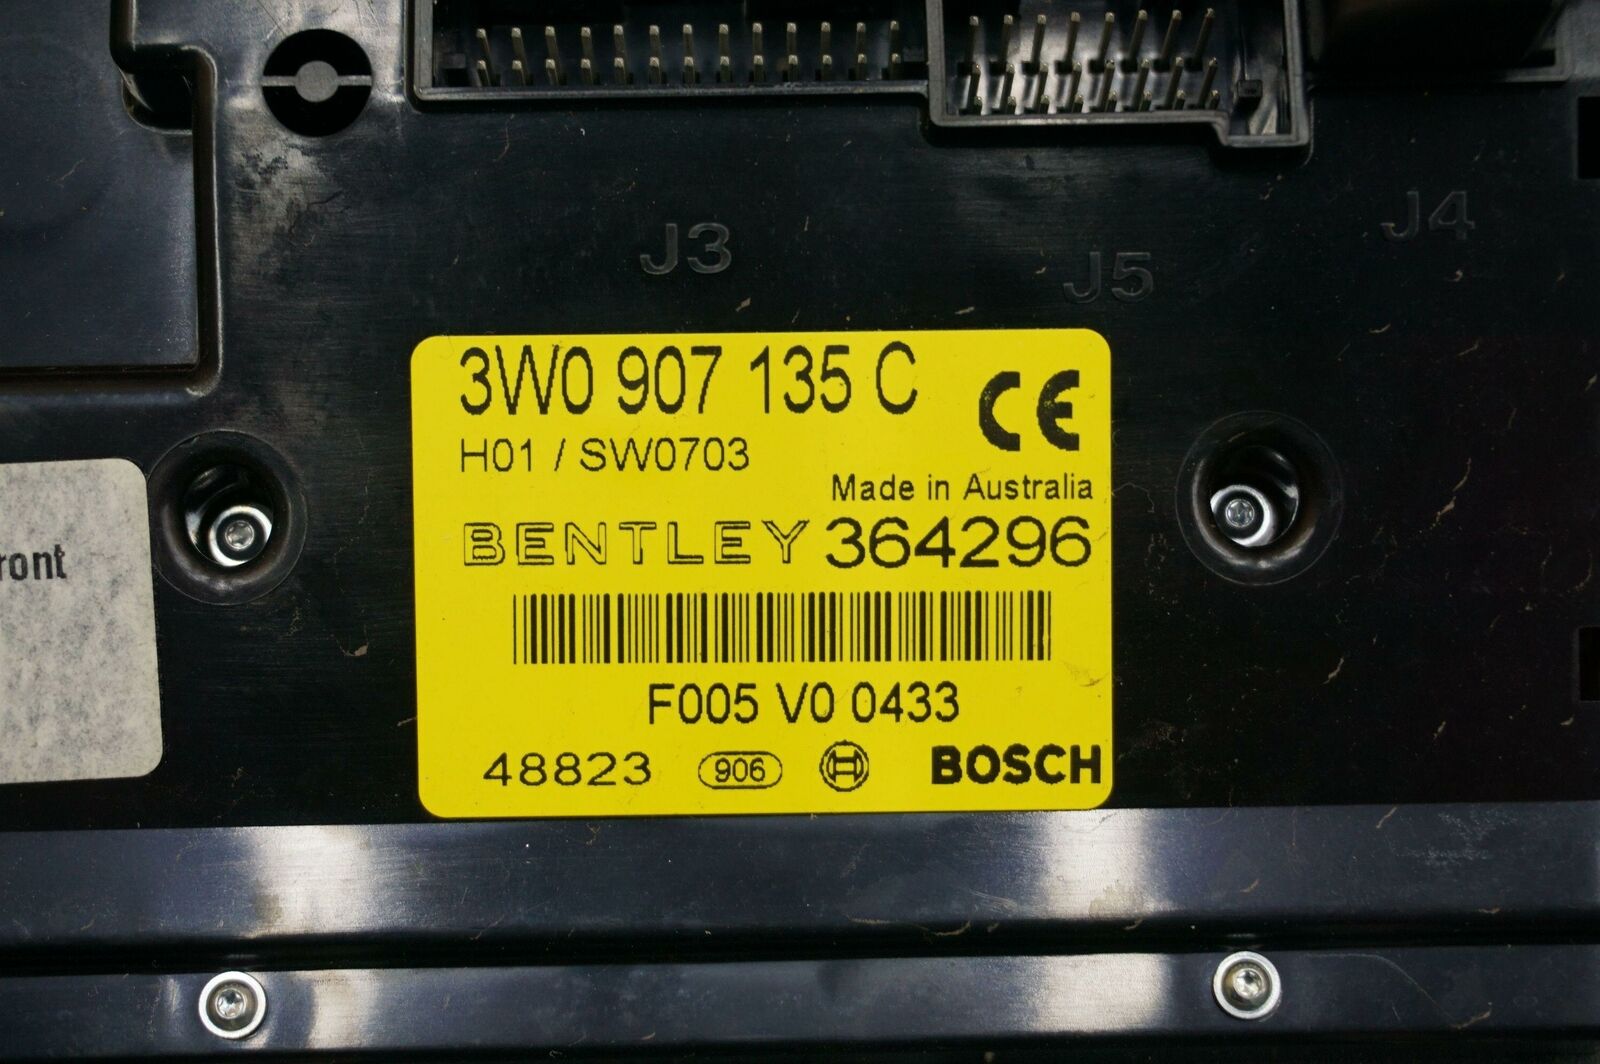 J3
J5
J4
3W0 907 135 C
CE
H01 / SW0703
Made in Australia
BENTLEY 364296
F005 V0 0433
48823 906 BOSCH
ront